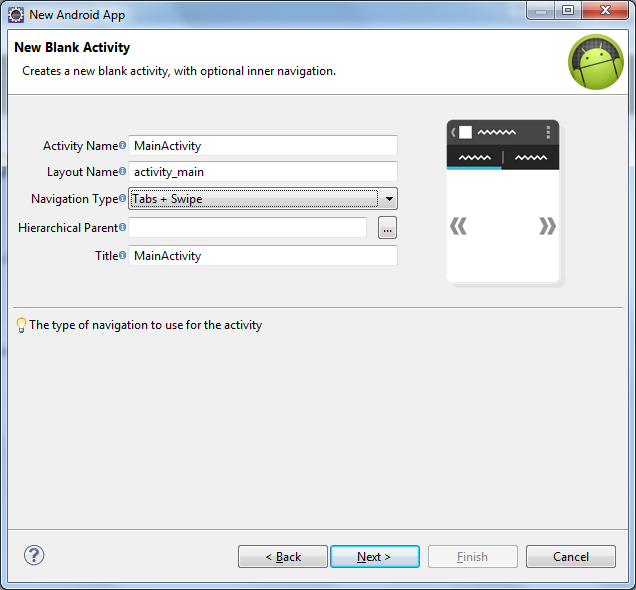 New Android App
New Blank Activity
Creates a new blank activity, with optional inner navigation.
Activity Name MainActivity
Layout Name activity_main
Navigation Type Tabs + Swipe
Hierarchical Parent ...
Title MainActivity
The type of navigation to use for the activity
? < Back Next > Finish Cancel